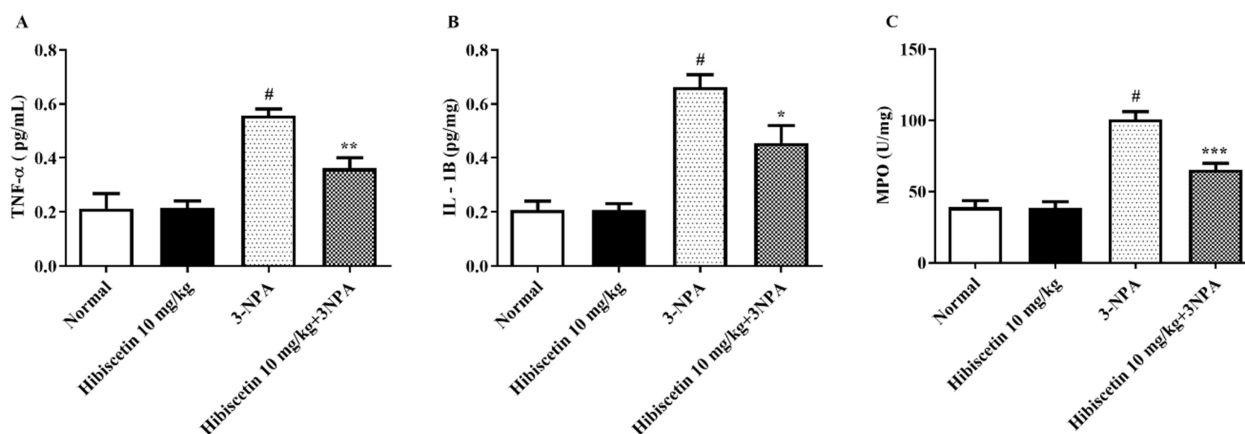 A
TNF-α ( pg/mL)
0.8
0.6
0.4
0.2
0.0
#
**
Normal
Hibiscetin 10 mg/kg
3-NPA
Hibiscetin 10 mg/kg+3NPA
B
IL - 1B (pg/mg)
0.8
0.6
0.4
0.2
0.0
#
*
Normal
Hibiscetin 10 mg/kg
3-NPA
Hibiscetin 10 mg/kg+3NPA
C
MPO (U/mg)
150
100
50
0
#
***
Normal
Hibiscetin 10 mg/kg
3-NPA
Hibiscetin 10 mg/kg+3NPA